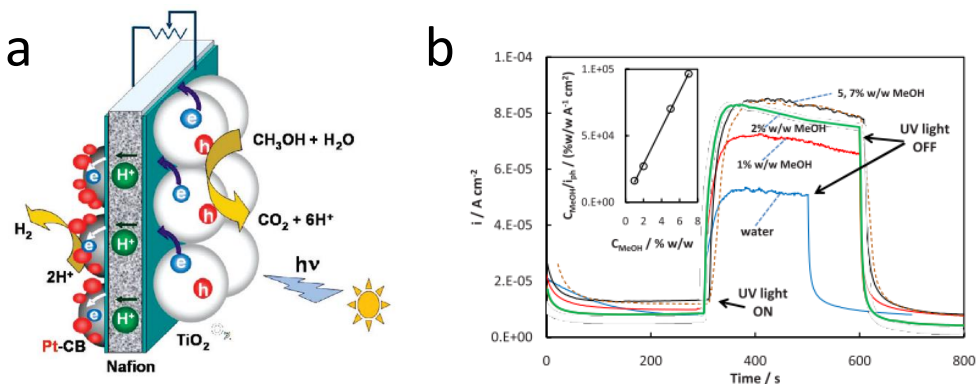 a
e
h
CH₃OH + H₂O
H⁺
e
e
H₂
H⁺
CO₂ + 6H⁺
e
e
2H⁺
h
hν
H⁺
e
Pt-CB
TiO₂
Nafion
b
i / A cm⁻²
1.E-04
8.E-05
6.E-05
4.E-05
2.E-05
0.E+00
0
200
400
600
800
Time / s
C_MeOH/i_ph / (%w/w A⁻¹ cm²)
1.E+05
5.E+04
0.E+00
0 2 4 6 8
C_MeOH / % w/w
5, 7% w/w MeOH
2% w/w MeOH
1% w/w MeOH
water
UV light
OFF
UV light
ON